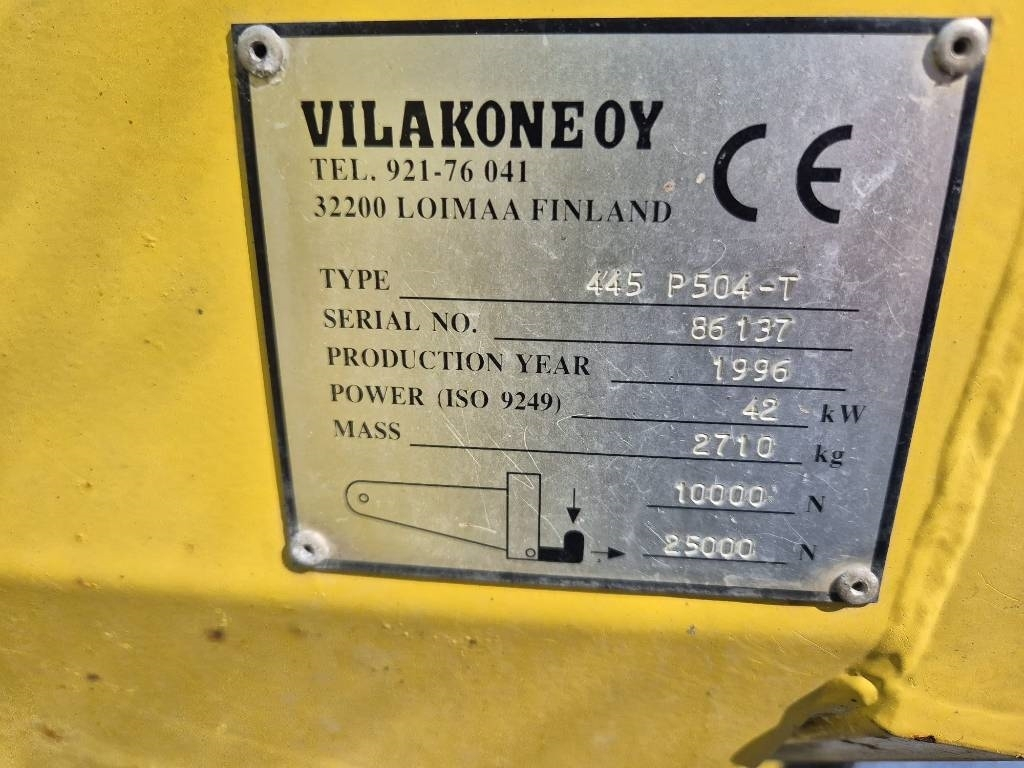 VILAKONE OY
TEL. 921-76 041
32200 LOIMAA FINLAND
CE
TYPE 445 P504-T
SERIAL NO. 86137
PRODUCTION YEAR 1996
POWER (ISO 9249) 42 kW
MASS 2710 kg
10000 N
25000 N